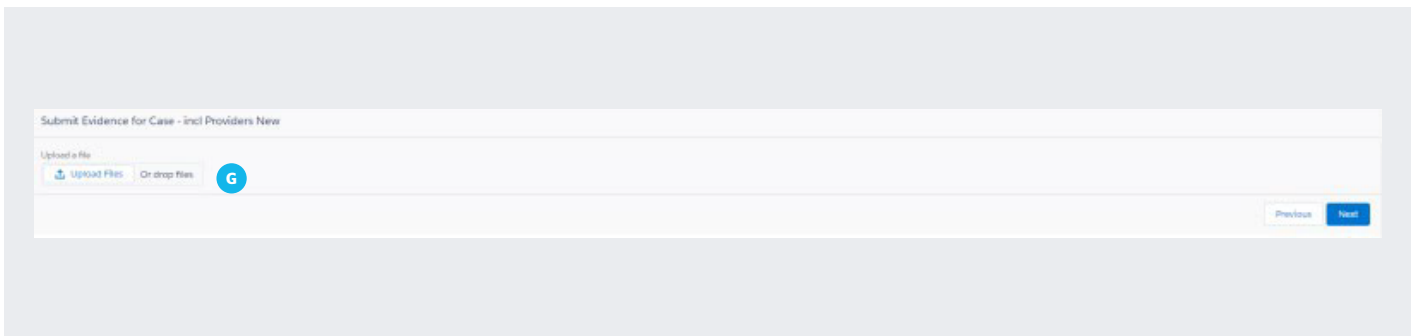 Submit Evidence for Case - incl Providers New
Upload a file
Upload Files Or drop files
G
Previous Next